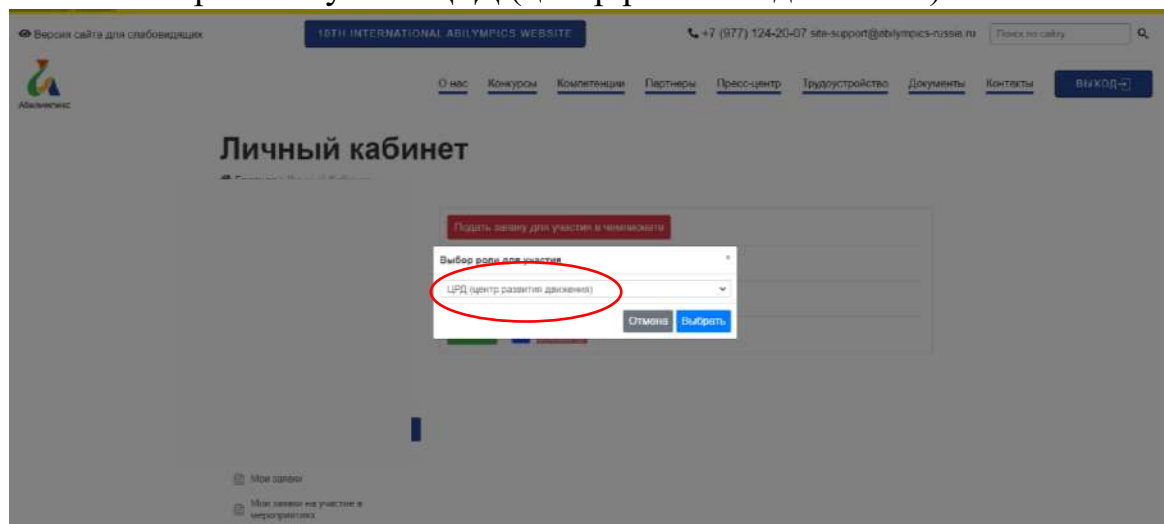 Версия сайта для слабовидящих
10TH INTERNATIONAL ABILYMPICS WEBSITE
+7 (977) 124-20-07 site-support@abilympics-russia.ru
Поиск по сайту
Абилимпикс
О нас Конкурсы Компетенции Партнеры Пресс-центр Трудоустройство Документы Контакты ВЫХОД
Личный кабинет
Подать заявку для участия в чемпионате
Выбор роли для участия
×
ЦРД (центр развития движения)
Отмена Выбрать
Мои заявки
Мои заявки на участие в
мероприятиях